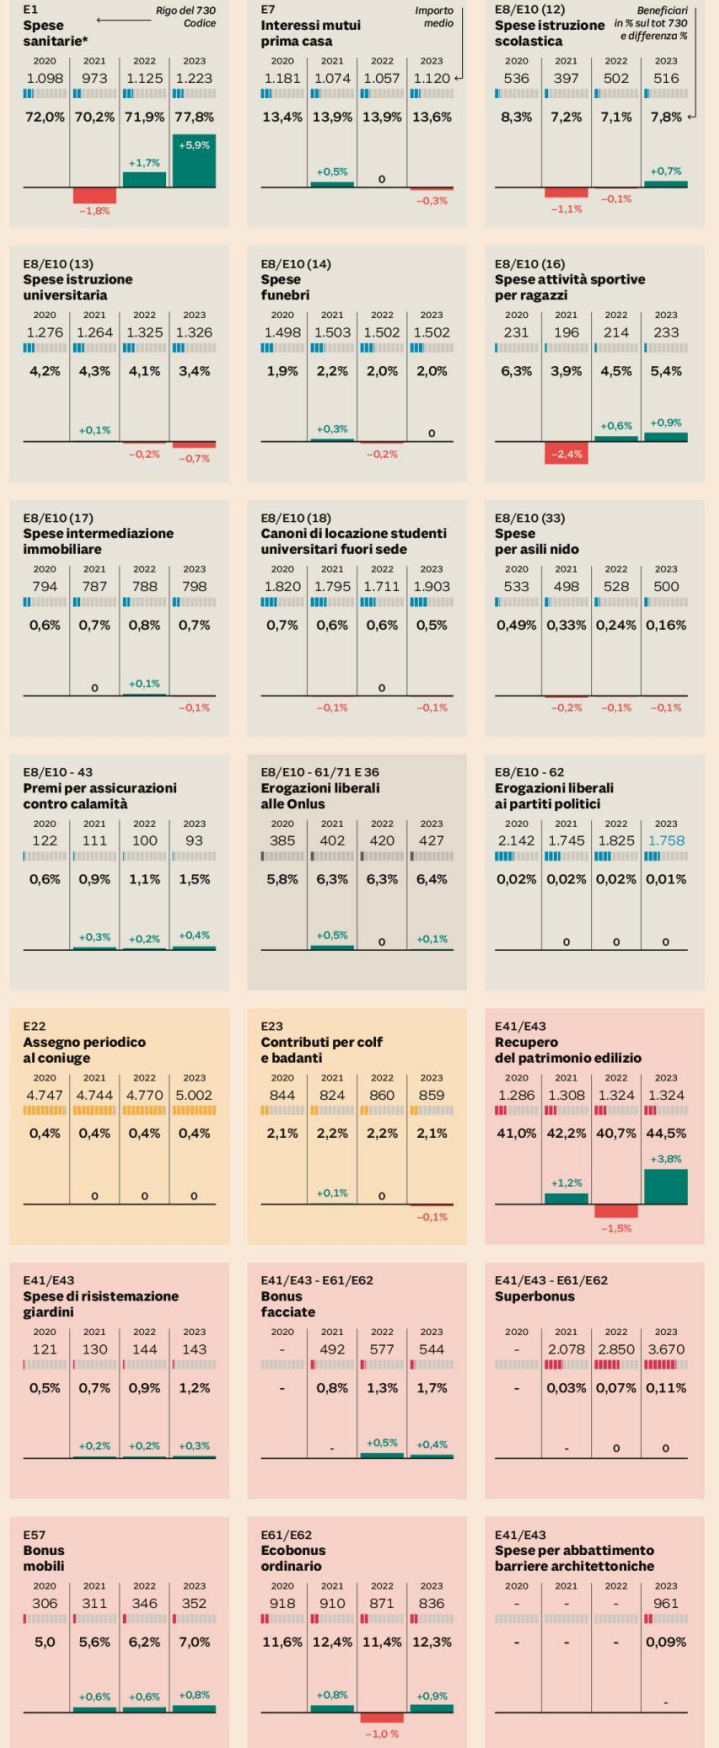 E1
Spese
sanitarie*
Rigo del 730
Codice
2020 2021 2022 2023
1.098 973 1.125 1.223
72,0% 70,2% 71,9% 77,8%
+5,9%
+1,7%
–1,8%
E7
Interessi mutui
prima casa
Importo
medio
2020 2021 2022 2023
1.181 1.074 1.057 1.120
13,4% 13,9% 13,9% 13,6%
+0,5% 0
–0,3%
E8/E10 (12)
Spese istruzione
scolastica
Beneficiari
in % sul tot 730
e differenza %
2020 2021 2022 2023
536 397 502 516
8,3% 7,2% 7,1% 7,8%
+0,7%
–1,1% –0,1%
E8/E10 (13)
Spese istruzione
universitaria
2020 2021 2022 2023
1.276 1.264 1.325 1.326
4,2% 4,3% 4,1% 3,4%
+0,1%
–0,2% –0,7%
E8/E10 (14)
Spese
funebri
2020 2021 2022 2023
1.498 1.503 1.502 1.502
1,9% 2,2% 2,0% 2,0%
+0,3% 0
–0,2%
E8/E10 (16)
Spese attività sportive
per ragazzi
2020 2021 2022 2023
231 196 214 233
6,3% 3,9% 4,5% 5,4%
+0,6% +0,9%
–2,4%
E8/E10 (17)
Spese intermediazione
immobiliare
2020 2021 2022 2023
794 787 788 798
0,6% 0,7% 0,8% 0,7%
0 +0,1%
–0,1%
E8/E10 (18)
Canoni di locazione studenti
universitari fuori sede
2020 2021 2022 2023
1.820 1.795 1.711 1.903
0,7% 0,6% 0,6% 0,5%
0
–0,1% –0,1%
E8/E10 (33)
Spese
per asili nido
2020 2021 2022 2023
533 498 528 500
0,49% 0,33% 0,24% 0,16%
–0,2% –0,1% –0,1%
E8/E10 - 43
Premi per assicurazioni
contro calamità
2020 2021 2022 2023
122 111 100 93
0,6% 0,9% 1,1% 1,5%
+0,3% +0,2% +0,4%
E8/E10 - 61/71 E 36
Erogazioni liberali
alle Onlus
2020 2021 2022 2023
385 402 420 427
5,8% 6,3% 6,3% 6,4%
+0,5% 0 +0,1%
E8/E10 - 62
Erogazioni liberali
ai partiti politici
2020 2021 2022 2023
2.142 1.745 1.825 1.758
0,02% 0,02% 0,02% 0,01%
0 0 0
E22
Assegno periodico
al coniuge
2020 2021 2022 2023
4.747 4.744 4.770 5.002
0,4% 0,4% 0,4% 0,4%
0 0 0
E23
Contributi per colf
e badanti
2020 2021 2022 2023
844 824 860 859
2,1% 2,2% 2,2% 2,1%
+0,1% 0
–0,1%
E41/E43
Recupero
del patrimonio edilizio
2020 2021 2022 2023
1.286 1.308 1.324 1.324
41,0% 42,2% 40,7% 44,5%
+3,8%
+1,2%
–1,5%
E41/E43
Spese di risistemazione
giardini
2020 2021 2022 2023
121 130 144 143
0,5% 0,7% 0,9% 1,2%
+0,2% +0,2% +0,3%
E41/E43 - E61/E62
Bonus
facciate
2020 2021 2022 2023
- 492 577 544
- 0,8% 1,3% 1,7%
- +0,5% +0,4%
E41/E43 - E61/E62
Superbonus
2020 2021 2022 2023
- 2.078 2.850 3.670
- 0,03% 0,07% 0,11%
- 0 0
E57
Bonus
mobili
2020 2021 2022 2023
306 311 346 352
5,0 5,6% 6,2% 7,0%
+0,6% +0,6% +0,8%
E61/E62
Ecobonus
ordinario
2020 2021 2022 2023
918 910 871 836
11,6% 12,4% 11,4% 12,3%
+0,8% +0,9%
–1,0 %
E41/E43
Spese per abbattimento
barriere architettoniche
2020 2021 2022 2023
- - - 961
- - - 0,09%
-